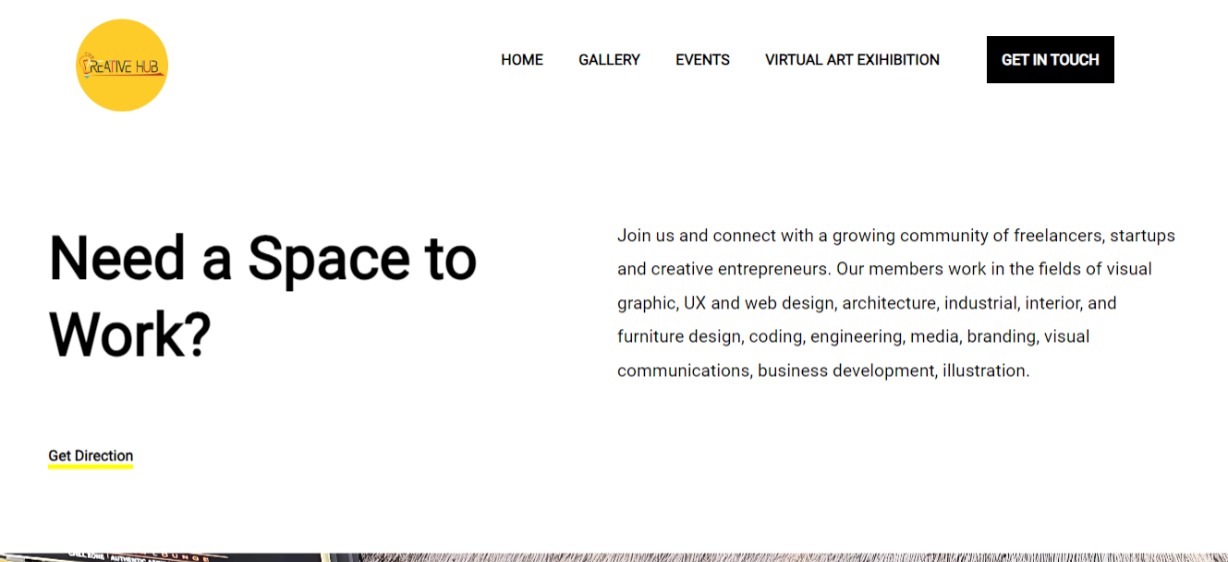 CREATIVE HUB
HOME
GALLERY
EVENTS
VIRTUAL ART EXIHIBITION
GET IN TOUCH
Need a Space to
Work?
Join us and connect with a growing community of freelancers, startups
and creative entrepreneurs. Our members work in the fields of visual
graphic, UX and web design, architecture, industrial, interior, and
furniture design, coding, engineering, media, branding, visual
communications, business development, illustration.
Get Direction